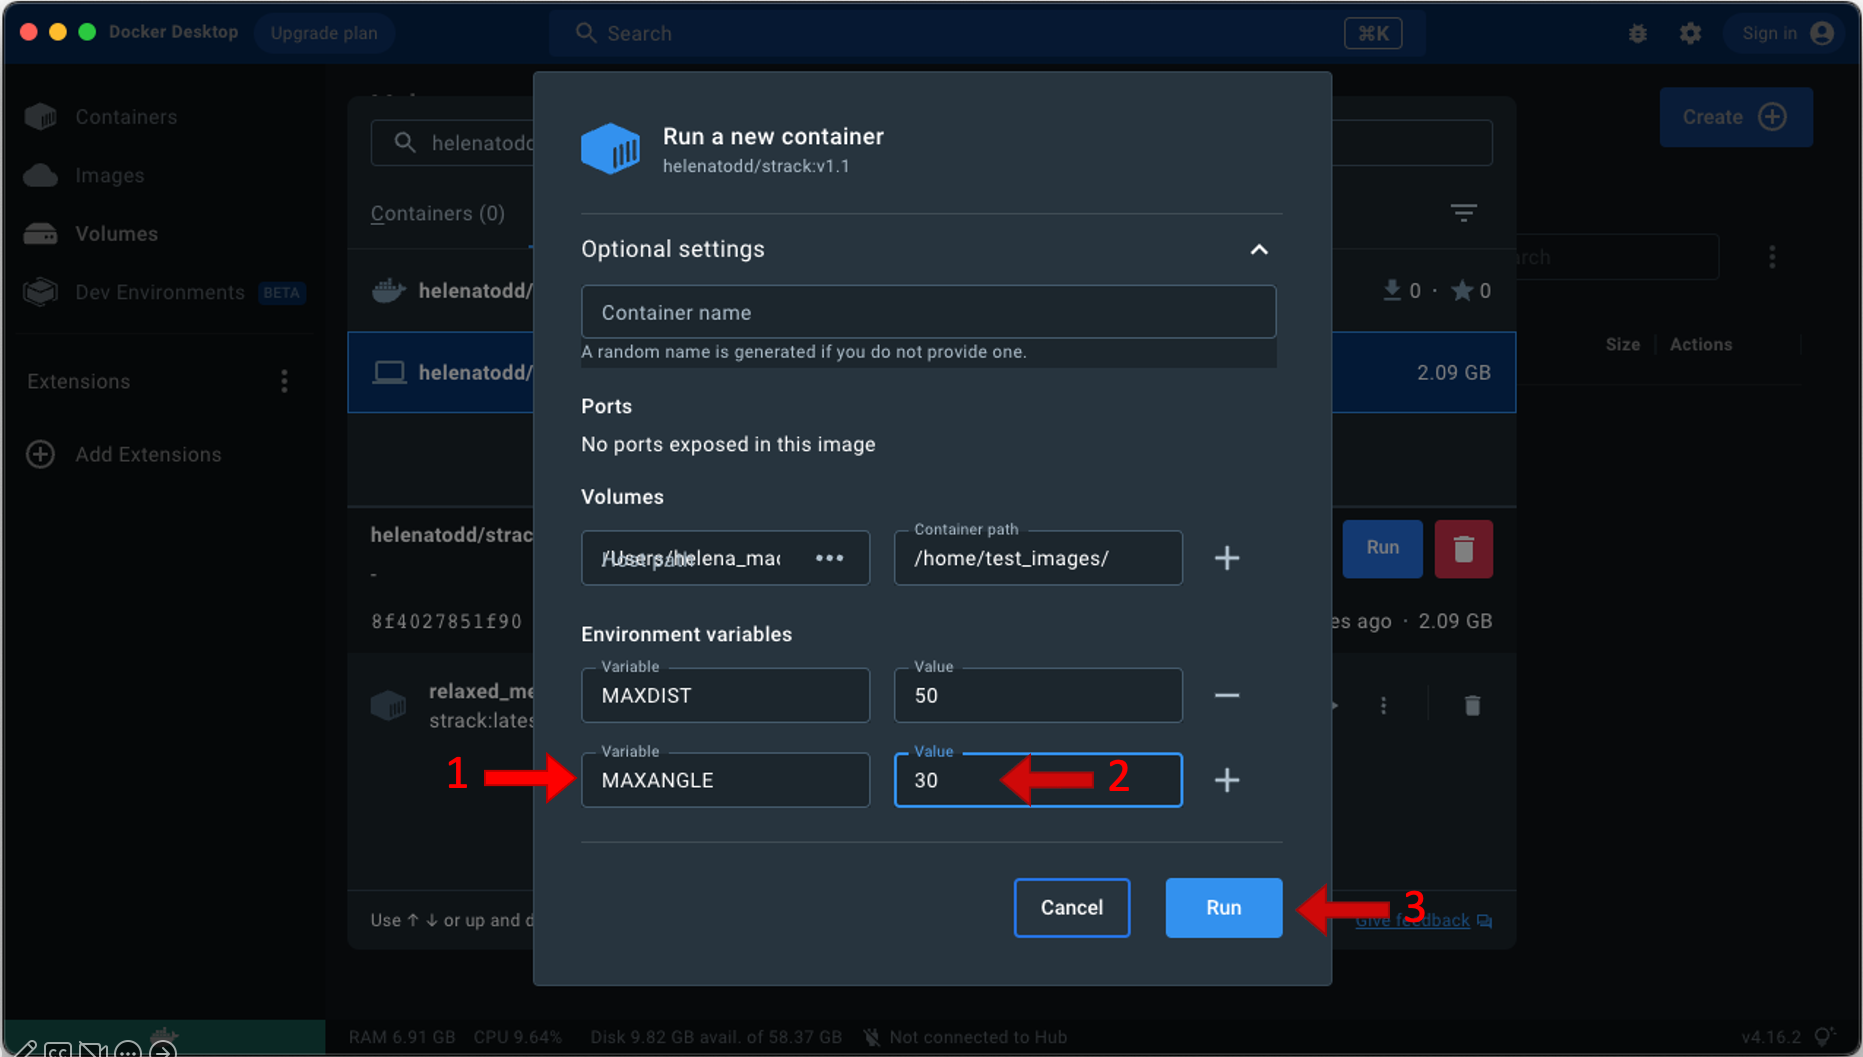 Docker Desktop Upgrade plan Search ⌘K Sign in
Containers
Images
Volumes
Dev Environments BETA
Extensions
Add Extensions
helenatodd
Create
Containers (0)
helenatodd/
0 · 0
helenatodd/
2.09 GB
Size Actions
helenatodd/strac
-
8f4027851f90
Run
es ago · 2.09 GB
relaxed_me
strack:lates
Use ↑ ↓ or up and d
Give feedback
Run a new container
helenatodd/strack:v1.1
Optional settings
Container name
A random name is generated if you do not provide one.
Ports
No ports exposed in this image
Volumes
Host path
/Users/helena_mac
Container path
/home/test_images/
Environment variables
Variable Value
MAXDIST 50
Variable Value
1 MAXANGLE 30 2
Cancel Run 3
RAM 6.91 GB CPU 9.64% Disk 9.82 GB avail. of 58.37 GB Not connected to Hub v4.16.2
CC